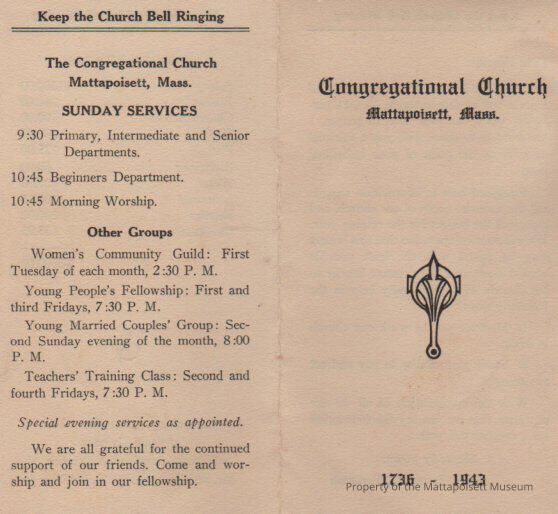 Keep the Church Bell Ringing
The Congregational Church
Mattapoisett, Mass.
SUNDAY SERVICES
9:30 Primary, Intermediate and Senior
Departments.
10:45 Beginners Department.
10:45 Morning Worship.
Other Groups
Women's Community Guild: First
Tuesday of each month, 2:30 P. M.
Young People's Fellowship: First and
third Fridays, 7:30 P. M.
Young Married Couples' Group: Sec-
ond Sunday evening of the month, 8:00
P. M.
Teachers' Training Class: Second and
fourth Fridays, 7:30 P. M.
Special evening services as appointed.
We are all grateful for the continued
support of our friends. Come and wor-
ship and join in our fellowship.
Congregational Church
Mattapoisett, Mass.
1736 - 1943
Property of the Mattapoisett Museum